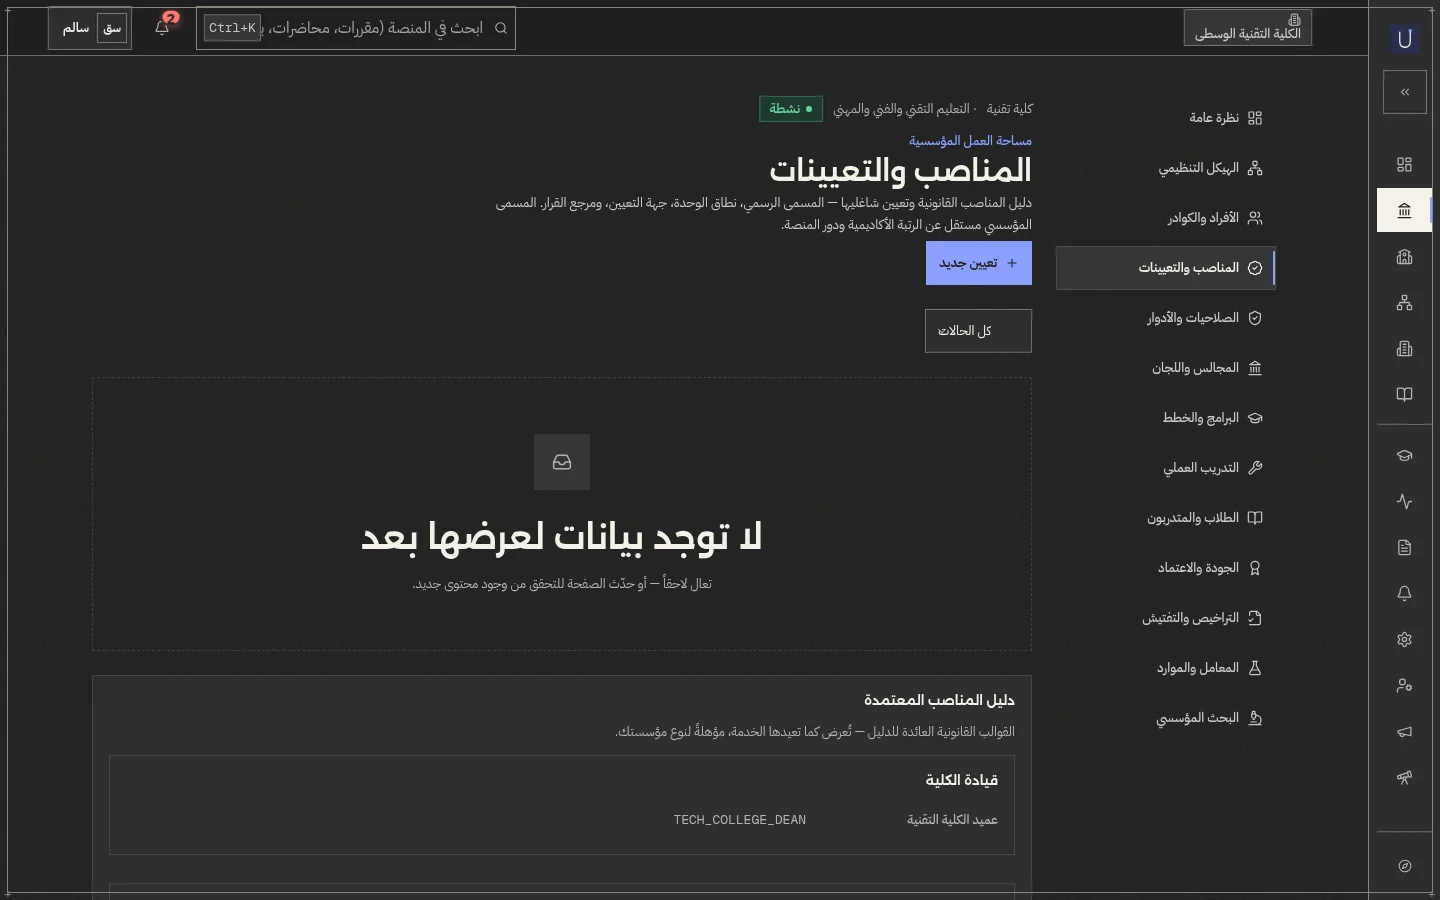 الكلية التقنية الوسطى
ابحث في المنصة (مقررات، محاضرات، ب
Ctrl+K
2
سق
سالم
نظرة عامة
الهيكل التنظيمي
الأفراد والكوادر
المناصب والتعيينات
الصلاحيات والأدوار
المجالس واللجان
البرامج والخطط
التدريب العملي
الطلاب والمتدربون
الجودة والاعتماد
التراخيص والتفتيش
المعامل والموارد
البحث المؤسسي
كلية تقنية · التعليم التقني والفني والمهني نشطة
مساحة العمل المؤسسية
المناصب والتعيينات
دليل المناصب القانونية وتعيين شاغليها — المسمى الرسمي، نطاق الوحدة، جهة التعيين، ومرجع القرار. المسمى
المؤسسي مستقل عن الرتبة الأكاديمية ودور المنصة.
تعيين جديد
كل الحالات
لا توجد بيانات لعرضها بعد
تعال لاحقاً — أو حدّث الصفحة للتحقق من وجود محتوى جديد.
دليل المناصب المعتمدة
القوالب القانونية العائدة للدليل — تُعرض كما تعيدها الخدمة، مؤهلةً لنوع مؤسستك.
قيادة الكلية
عميد الكلية التقنية TECH_COLLEGE_DEAN